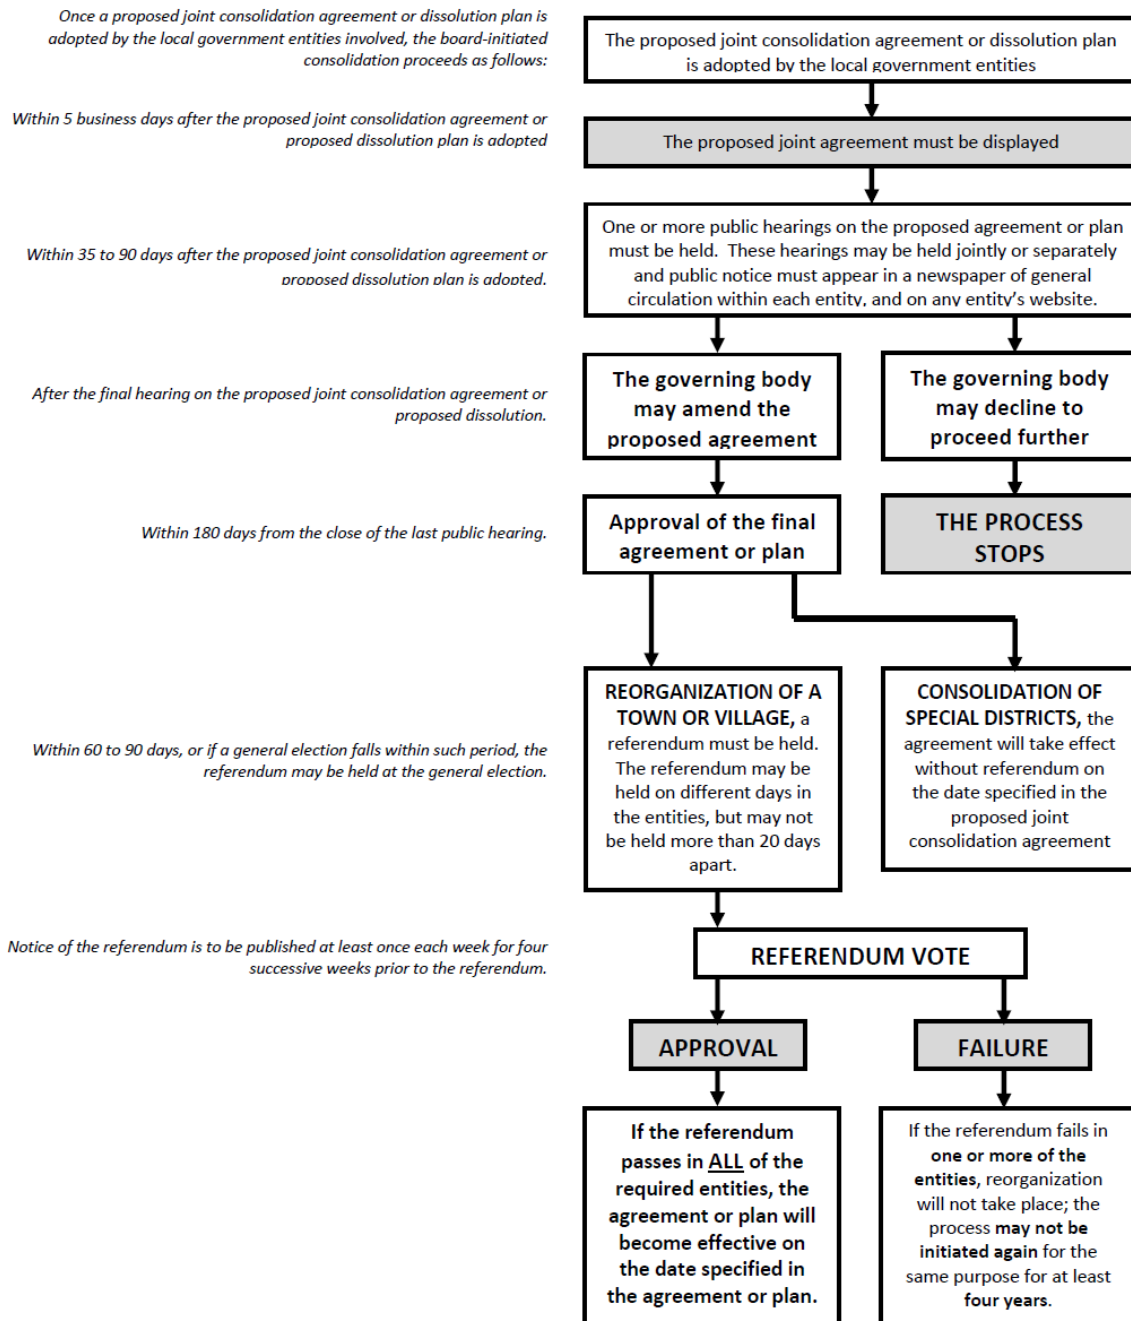 Once a proposed joint consolidation agreement or dissolution plan is
adopted by the local government entities involved, the board-initiated
consolidation proceeds as follows:
The proposed joint consolidation agreement or dissolution plan
is adopted by the local government entities
Within 5 business days after the proposed joint consolidation agreement or
proposed dissolution plan is adopted
The proposed joint agreement must be displayed
Within 35 to 90 days after the proposed joint consolidation agreement or
proposed dissolution plan is adopted.
One or more public hearings on the proposed agreement or plan
must be held. These hearings may be held jointly or separately
and public notice must appear in a newspaper of general
circulation within each entity, and on any entity's website.
After the final hearing on the proposed joint consolidation agreement or
proposed dissolution.
The governing body
may amend the
proposed agreement
The governing body
may decline to
proceed further
Within 180 days from the close of the last public hearing.
Approval of the final
agreement or plan
THE PROCESS
STOPS
Within 60 to 90 days, or if a general election falls within such period, the
referendum may be held at the general election.
REORGANIZATION OF A
TOWN OR VILLAGE, a
referendum must be held.
The referendum may be
held on different days in
the entities, but may not
be held more than 20 days
apart.
CONSOLIDATION OF
SPECIAL DISTRICTS, the
agreement will take effect
without referendum on
the date specified in the
proposed joint
consolidation agreement
Notice of the referendum is to be published at least once each week for four
successive weeks prior to the referendum.
REFERENDUM VOTE
APPROVAL
FAILURE
If the referendum
passes in ALL of the
required entities, the
agreement or plan will
become effective on
the date specified in
the agreement or plan.
If the referendum fails in
one or more of the
entities, reorganization
will not take place; the
process may not be
initiated again for the
same purpose for at least
four years.